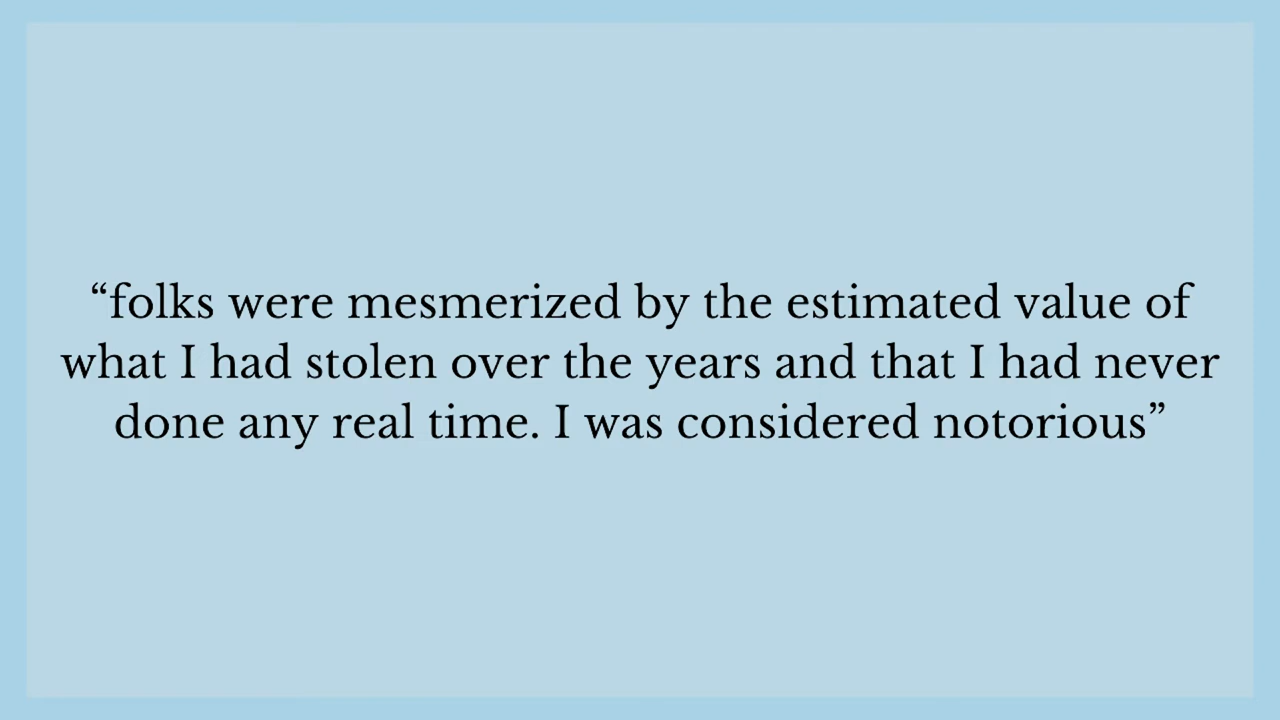 “folks were mesmerized by the estimated value of
what I had stolen over the years and that I had never
done any real time. I was considered notorious”